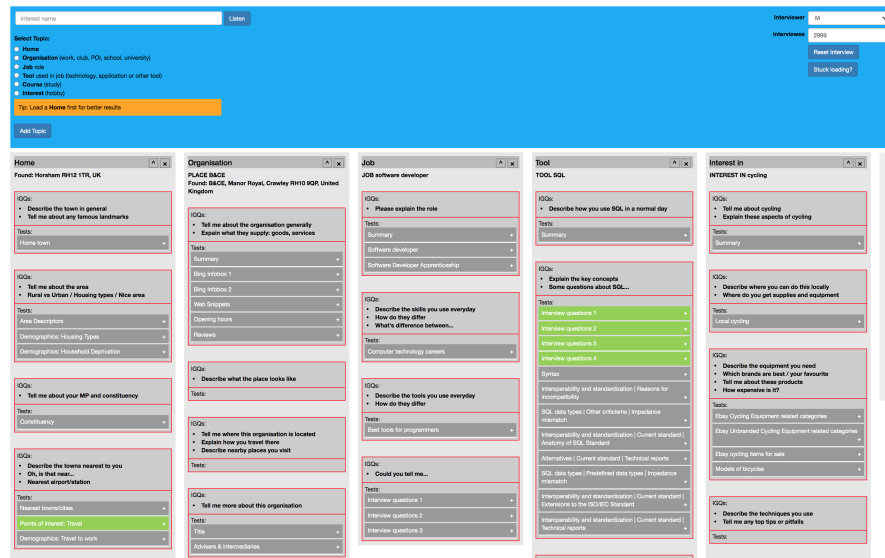 Interest name
Listen
Select Topic:
Home
Organisation (work, club, POI, school, university)
Job role
Tool used in job (technology, application or other tool)
Course (study)
Interest (hobby)
Tip: Load a Home first for better results
Add Topic
Interviewer
M
Interviewee
2999
Reset Interview
Stuck loading?
Home
^ x
Found: Horsham RH12 1TR, UK
IGQs:
Describe the town in general
Tell me about any famous landmarks
Tests:
Home town +
IGQs:
Tell me about the area
Rural vs Urban / Housing types / Nice area
Tests:
Area Descriptors +
Demographics: Housing Types +
Demographics: Household Deprivation +
IGQs:
Tell me about your MP and constituency
Tests:
Constituency +
IGQs:
Describe the towns nearest to you
Oh, is that near...
Nearest airport/station
Tests:
Nearest towns/cities +
Points of interest: Travel +
Demographics: Travel to work +
Organisation
^ x
PLACE B&CE
Found: B&CE, Manor Royal, Crawley RH10 9QP, United
Kingdom
IGQs:
Tell me about the organisation generally
Expain what they supply: goods, services
Tests:
Summary +
Bing Infobox 1 +
Bing Infobox 2 +
Web Snippets +
Opening hours +
Reviews +
IGQs:
Describe what the place looks like
Tests:
IGQs:
Tell me where this organisation is located
Explain how you travel there
Describe nearby places you visit
Tests:
IGQs:
Tell me more about this organisation
Tests:
Title +
Advisers & intermediaries +
Job
^ x
JOB software developer
IGQs:
Please explain the role
Tests:
Summary +
Software developer +
Software Developer Apprenticeship +
IGQs:
Describe the skills you use everyday
How do they differ
What's difference between...
Tests:
Computer technology careers +
IGQs:
Describe the tools you use everyday
How do they differ
Tests:
Best tools for programmers +
IGQs:
Could you tell me...
Tests:
Interview questions 1 +
Interview questions 2 +
Interview questions 3 +
Tool
^ x
TOOL SQL
IGQs:
Describe how you use SQL in a normal day
Tests:
Summary +
IGQs:
Explain the key concepts
Some questions about SQL...
Tests:
Interview questions 1 +
Interview questions 2 +
Interview questions 3 +
Interview questions 4 +
Syntax +
Interoperability and standardization | Reasons for
incompatibility +
SQL data types | Other criticisms | Impedance
mismatch +
Interoperability and standardization | Current standard |
Anatomy of SQL Standard +
Alternatives | Current standard | Technical reports +
SQL data types | Predefined data types | Impedance
mismatch +
Interoperability and standardization | Current standard |
Extensions to the ISO/IEC Standard +
Interoperability and standardization | Current standard |
Technical reports +
Interest in
^ x
INTEREST IN cycling
IGQs:
Tell me about cycling
Explain these aspects of cycling
Tests:
Summary +
IGQs:
Describe where you can do this locally
Where do you get supplies and equipment
Tests:
Local cycling +
IGQs:
Describe the equipment you need
Which brands are best / your favourite
Tell me about these products
How expensive is it?
Tests:
Ebay Cycling Equipment related categories +
Ebay Unbranded Cycling Equipment related categories
+
Ebay cycling items for sale +
Models of bicycles +
IGQs:
Describe the techniques you use
Tell me any top tips or pitfalls
Tests: